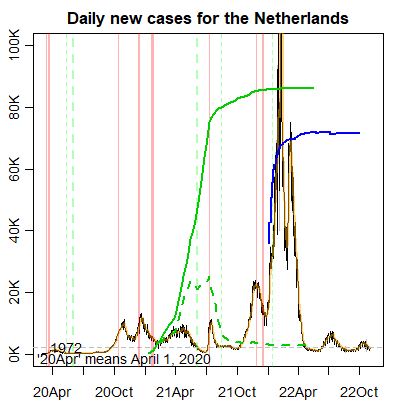 Daily new cases for the Netherlands
100K
80K
60K
40K
20K
0K
1972
'20Apr' means April 1, 2020
20Apr 20Oct 21Apr 21Oct 22Apr 22Oct